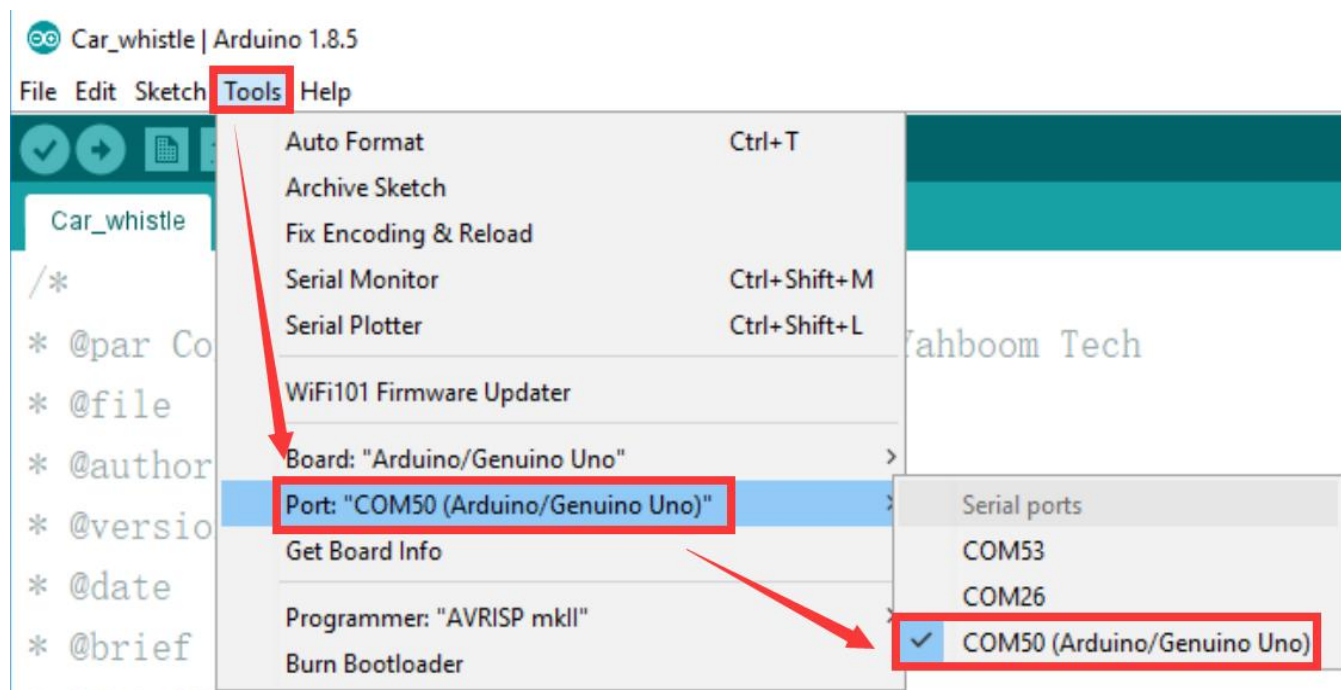 Car_whistle | Arduino 1.8.5
File Edit Sketch Tools Help
Auto Format Ctrl+T
Archive Sketch
Car_whistle
Fix Encoding & Reload
/*
Serial Monitor Ctrl+Shift+M
Serial Plotter Ctrl+Shift+L
* @par Tech
WiFi101 Firmware Updater
* @file
Board: "Arduino/Genuino Uno"
* @author
Port: "COM50 (Arduino/Genuino Uno)"
Serial ports
*
Get Board Info
COM53
* @date
COM26
Programmer: "AVRISP mkII"
COM50 (Arduino/Genuino Uno)
* @brief
Burn Bootloader